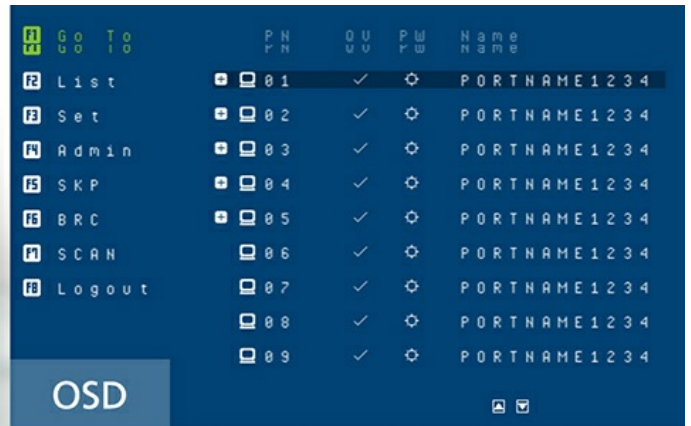 F1 Go To PN QV PW Name
F2 List 01 PORTNAME1234
F3 Set 02 PORTNAME1234
F4 Admin 03 PORTNAME1234
F5 SKP 04 PORTNAME1234
F6 BRC 05 PORTNAME1234
F7 SCAN 06 PORTNAME1234
F8 Logout 07 PORTNAME1234
08 PORTNAME1234
09 PORTNAME1234
OSD